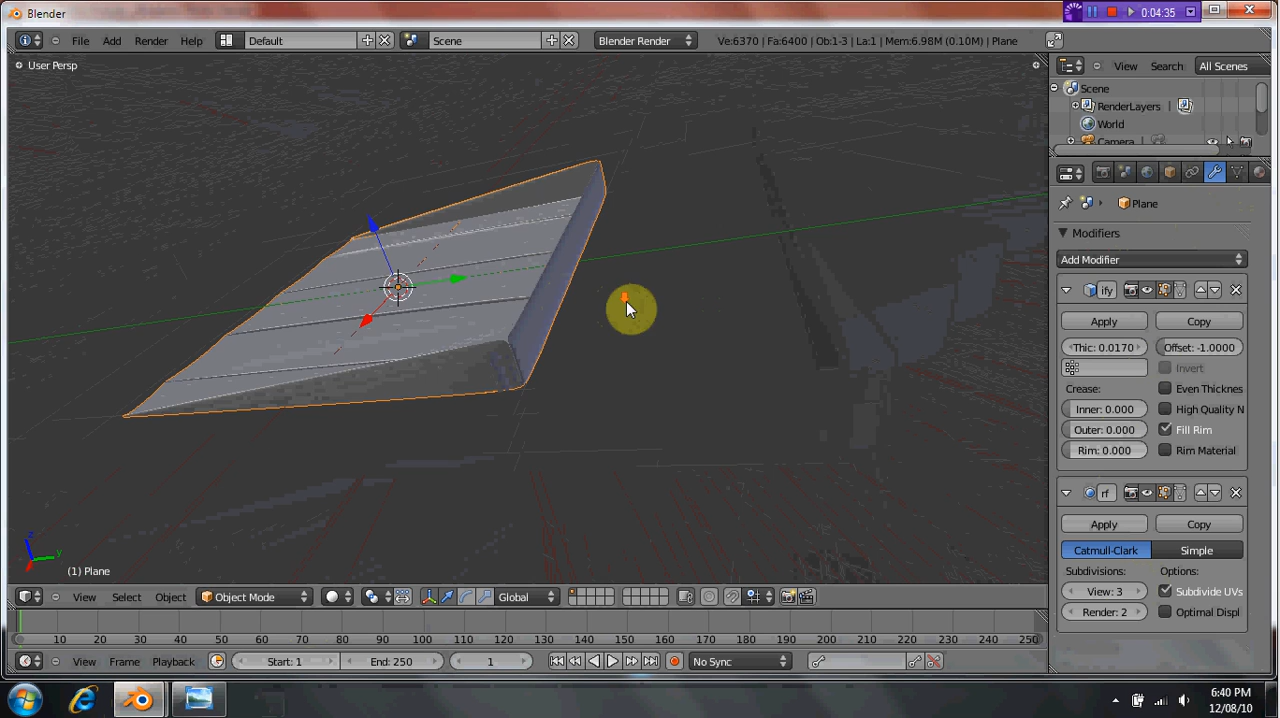 Blender
0:04:35
File Add Render Help Default Scene Blender Render Ve:6370 | Fa:6400 | Ob:1-3 | La:1 | Mem:6.98M (0.10M) | Plane
User Persp
View Search All Scenes
Scene
RenderLayers |
World
Camera
Plane
Modifiers
Add Modifier
ify
Apply Copy
Thic: 0.0170 Offset: -1.0000
Invert
Crease: Even Thicknes
Inner: 0.000 High Quality N
Outer: 0.000 Fill Rim
Rim: 0.000 Rim Material
rf
Apply Copy
Catmull-Clark Simple
Subdivisions: Options:
View: 3 Subdivide UVs
Render: 2 Optimal Displ
z
y
(1) Plane
View Select Object Object Mode Global
10 20 30 40 50 60 70 80 90 100 110 120 130 140 150 160 170 180 190 200 210 220 230 240 250
View Frame Playback Start: 1 End: 250 1 No Sync
6:40 PM
12/08/10